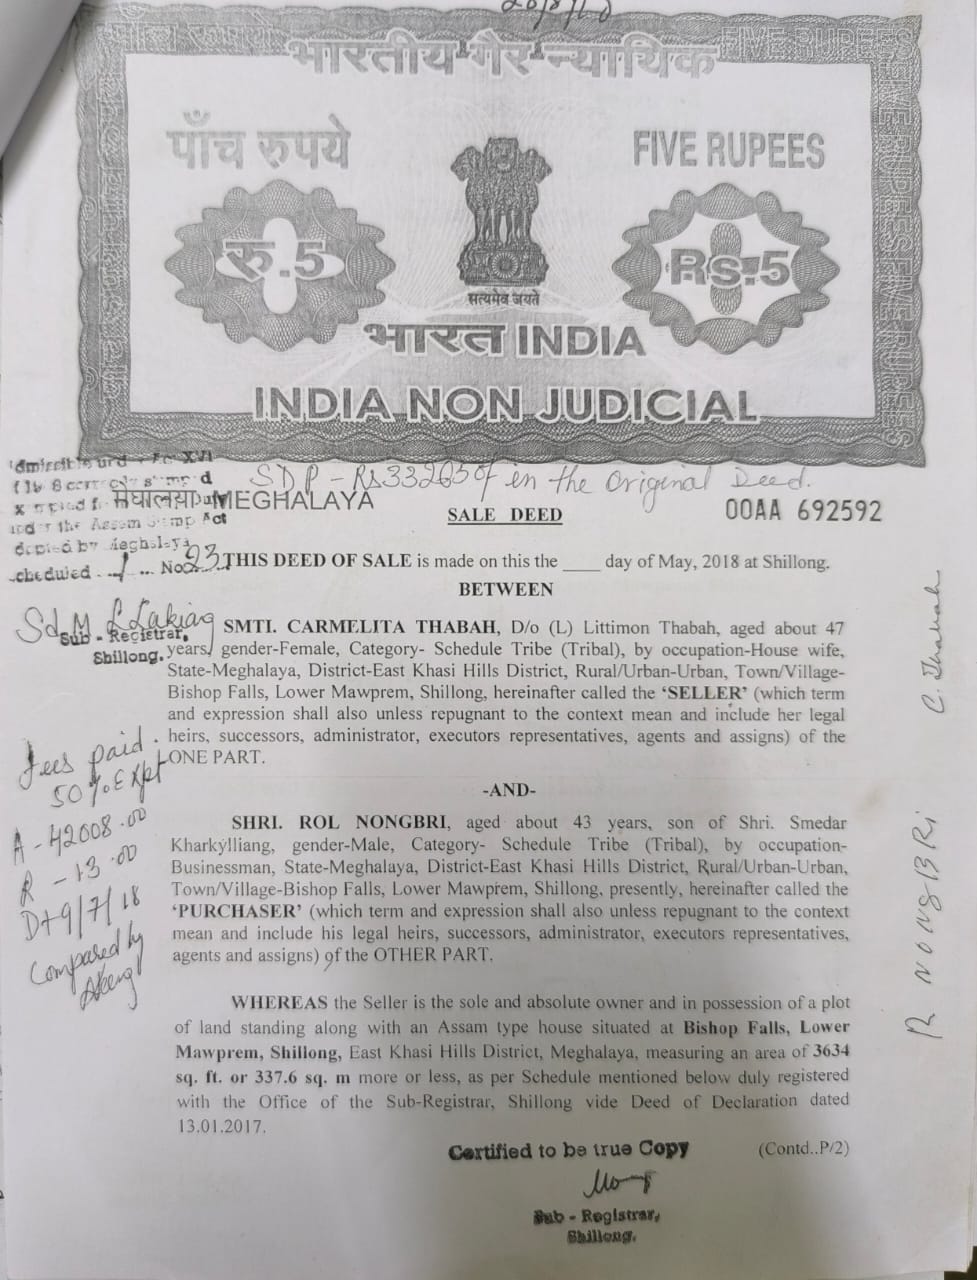 20/8/18
FIVE RUPEES
भारतीय गैर न्यायिक
पाँच रुपये
FIVE RUPEES
रु.5
Rs.5
सत्यमेव जयते
भारत INDIA
INDIA NON JUDICIAL
SDP - Rs 33265 of in the original Deed.
मेघालया MEGHALAYA
00AA 692592
SALE DEED
under the Assam Stamp Act
No 23
Sub - Registrar,
Shillong.
THIS DEED OF SALE is made on this the ____ day of May, 2018 at Shillong.
BETWEEN
SMTI. CARMELITA THABAH, D/o (L) Littimon Thabah, aged about 47
years, gender-Female, Category- Schedule Tribe (Tribal), by occupation-House wife,
State-Meghalaya, District-East Khasi Hills District, Rural/Urban-Urban, Town/Village-
Bishop Falls, Lower Mawprem, Shillong, hereinafter called the ‘SELLER’ (which term
and expression shall also unless repugnant to the context mean and include her legal
heirs, successors, administrator, executors representatives, agents and assigns) of the
ONE PART.
-AND-
SHRI. ROL NONGBRI, aged about 43 years, son of Shri. Smedar
Kharkylliang, gender-Male, Category- Schedule Tribe (Tribal), by occupation-
Businessman, State-Meghalaya, District-East Khasi Hills District, Rural/Urban-Urban,
Town/Village-Bishop Falls, Lower Mawprem, Shillong, presently, hereinafter called the
‘PURCHASER’ (which term and expression shall also unless repugnant to the context
mean and include his legal heirs, successors, administrator, executors representatives,
agents and assigns) of the OTHER PART.
Fees paid
50% Expt
A - 42008.00
R - 13.00
Dt 9/7/18
Compared by
C. Thabah
R NONGBRI
WHEREAS the Seller is the sole and absolute owner and in possession of a plot
of land standing along with an Assam type house situated at Bishop Falls, Lower
Mawprem, Shillong, East Khasi Hills District, Meghalaya, measuring an area of 3634
sq. ft. or 337.6 sq. m more or less, as per Schedule mentioned below duly registered
with the Office of the Sub-Registrar, Shillong vide Deed of Declaration dated
13.01.2017.
Certified to be true Copy
(Contd..P/2)
Sub - Registrar,
Shillong.